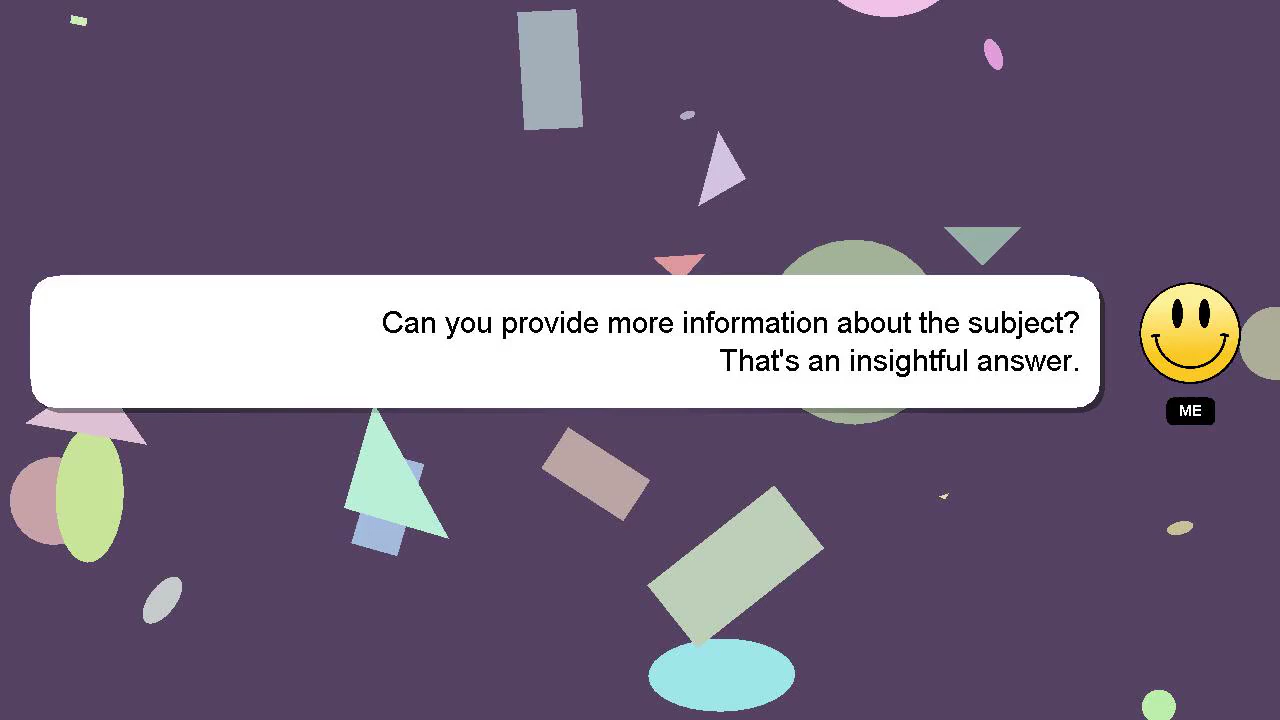 Can you provide more information about the subject?
That's an insightful answer.
ME